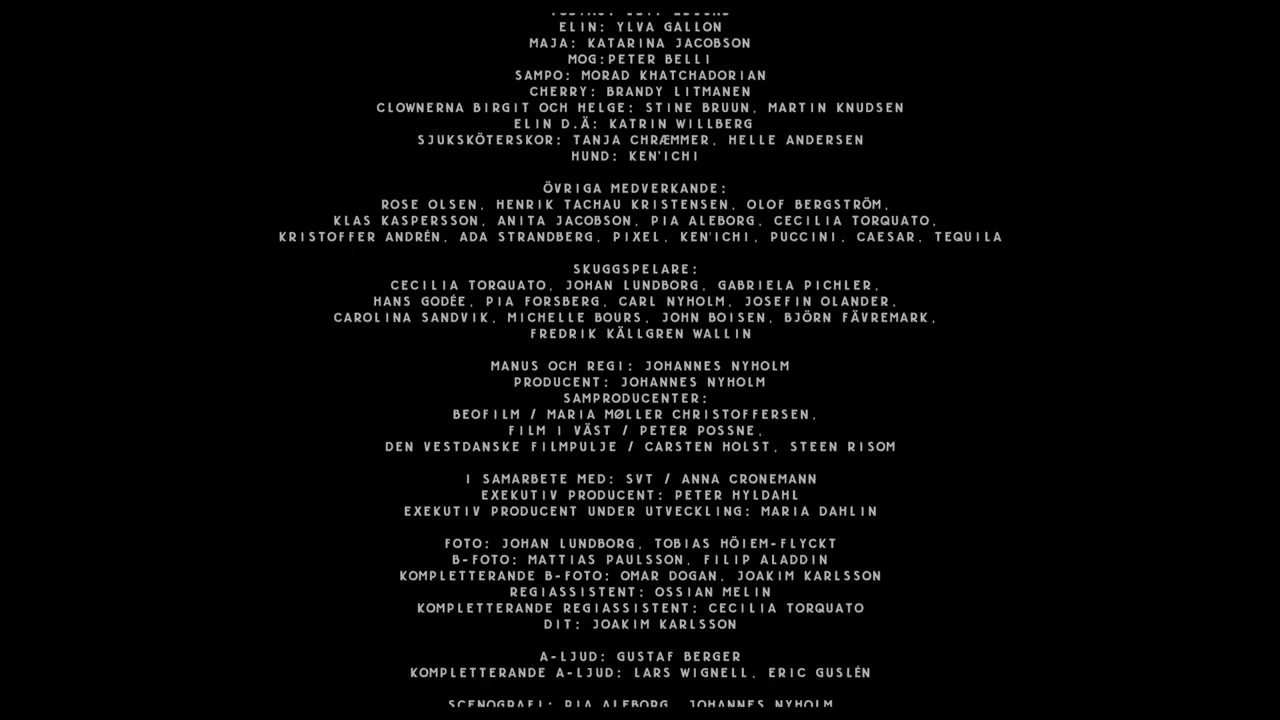 ELIN: YLVA GALLON
MAJA: KATARINA JACOBSON
MOG:PETER BELLI
SAMPO: MORAD KHATCHADORIAN
CHERRY: BRANDY LITMANEN
CLOWNERNA BIRGIT OCH HELGE: STINE BRUUN, MARTIN KNUDSEN
ELIN D.Ä: KATRIN WILLBERG
SJUKSKÖTERSKOR: TANJA CHRÆMMER, HELLE ANDERSEN
HUND: KEN'ICHI
ÖVRIGA MEDVERKANDE:
ROSE OLSEN, HENRIK TACHAU KRISTENSEN, OLOF BERGSTRÖM,
KLAS KASPERSSON, ANITA JACOBSON, PIA ALEBORG, CECILIA TORQUATO,
KRISTOFFER ANDRÉN, ADA STRANDBERG, PIXEL, KEN'ICHI, PUCCINI, CAESAR, TEQUILA
SKUGGSPELARE:
CECILIA TORQUATO, JOHAN LUNDBORG, GABRIELA PICHLER,
HANS GODÉE, PIA FORSBERG, CARL NYHOLM, JOSEFIN OLANDER,
CAROLINA SANDVIK, MICHELLE BOURS, JOHN BOISEN, BJÖRN FÄVREMARK,
FREDRIK KÄLLGREN WALLIN
MANUS OCH REGI: JOHANNES NYHOLM
PRODUCENT: JOHANNES NYHOLM
SAMPRODUCENTER:
BEOFILM / MARIA MØLLER CHRISTOFFERSEN,
FILM I VÄST / PETER POSSNE,
DEN VESTDANSKE FILMPULJE / CARSTEN HOLST, STEEN RISOM
I SAMARBETE MED: SVT / ANNA CRONEMANN
EXEKUTIV PRODUCENT: PETER HYLDAHL
EXEKUTIV PRODUCENT UNDER UTVECKLING: MARIA DAHLIN
FOTO: JOHAN LUNDBORG, TOBIAS HÖIEM-FLYCKT
B-FOTO: MATTIAS PAULSSON, FILIP ALADDIN
KOMPLETTERANDE B-FOTO: OMAR DOGAN, JOAKIM KARLSSON
REGIASSISTENT: OSSIAN MELIN
KOMPLETTERANDE REGIASSISTENT: CECILIA TORQUATO
DIT: JOAKIM KARLSSON
A-LJUD: GUSTAF BERGER
KOMPLETTERANDE A-LJUD: LARS WIGNELL, ERIC GUSLÉN
SCENOGRAFI: PIA ALEBORG, JOHANNES NYHOLM